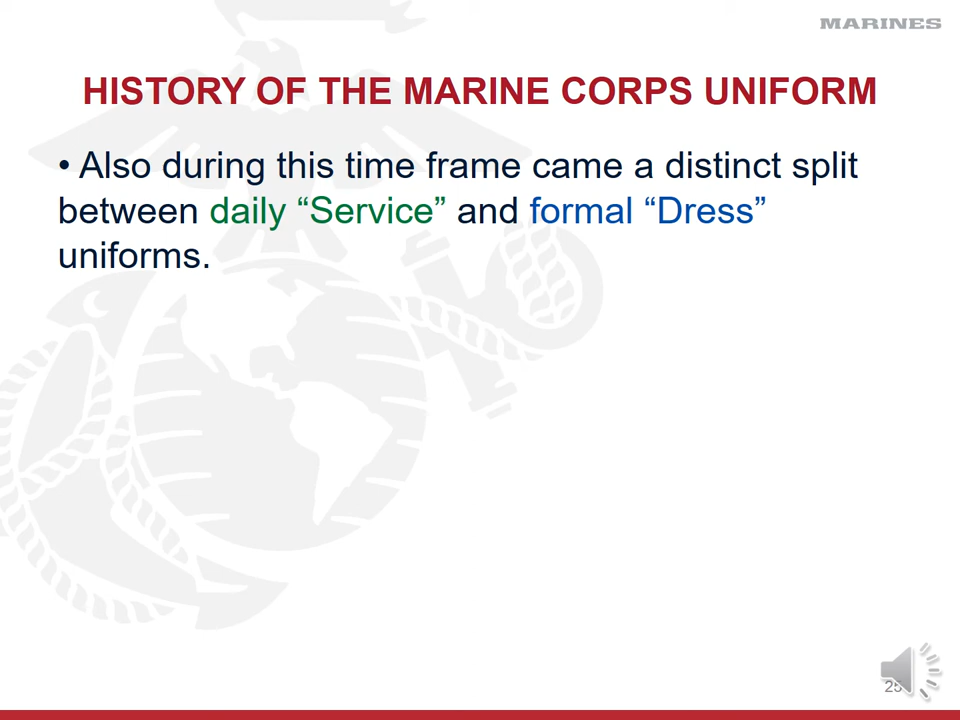 MARINES
HISTORY OF THE MARINE CORPS UNIFORM
• Also during this time frame came a distinct split
between daily “Service” and formal “Dress”
uniforms.